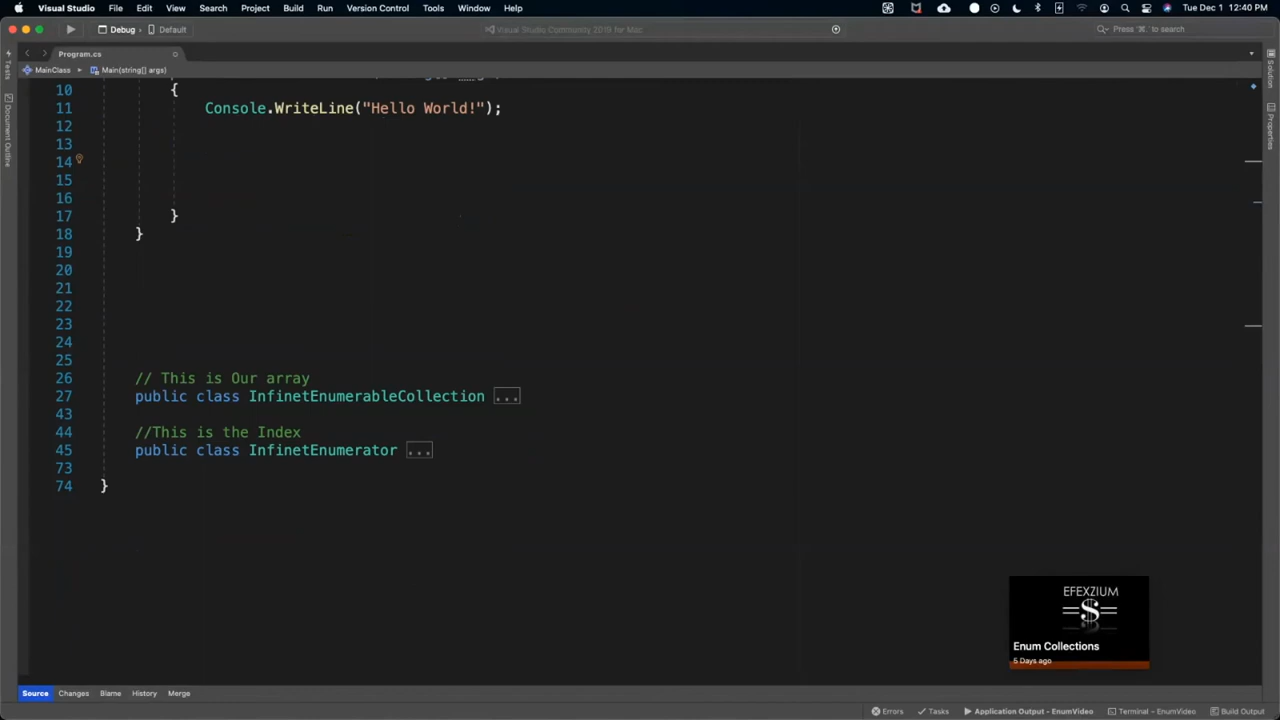 Visual Studio File Edit View Search Project Build Run Version Control Tools Window Help Tue Dec 1 12:40 PM
Debug Default Visual Studio Community 2019 for Mac Press '⌘.' to search
Program.cs
MainClass Main(string[] args)
Tests
Document Outline
Solution
Properties
10 {
11 Console.WriteLine("Hello World!");
12
13
14
15
16
17 }
18 }
19
20
21
22
23
24
25
26 // This is Our array
27 public class InfinetEnumerableCollection ...
43
44 //This is the Index
45 public class InfinetEnumerator ...
73
74 }
EFEXZIUM
=$=
Enum Collections
5 Days ago
Source Changes Blame History Merge
Errors Tasks Application Output - EnumVideo Terminal – EnumVideo Build Output